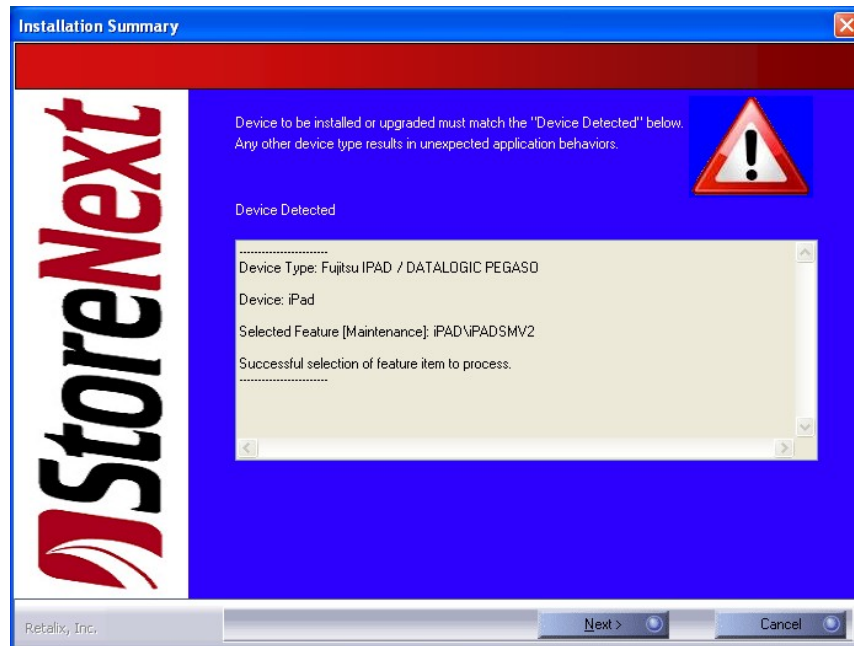 Installation Summary
StoreNext
Device to be installed or upgraded must match the "Device Detected" below.
Any other device type results in unexpected application behaviors.
Device Detected
------------------------
Device Type: Fujitsu IPAD / DATALOGIC PEGASO
Device: iPad
Selected Feature [Maintenance]: iPAD\iPADSMV2
Successful selection of feature item to process.
------------------------
Retalix, Inc.
Next >
Cancel